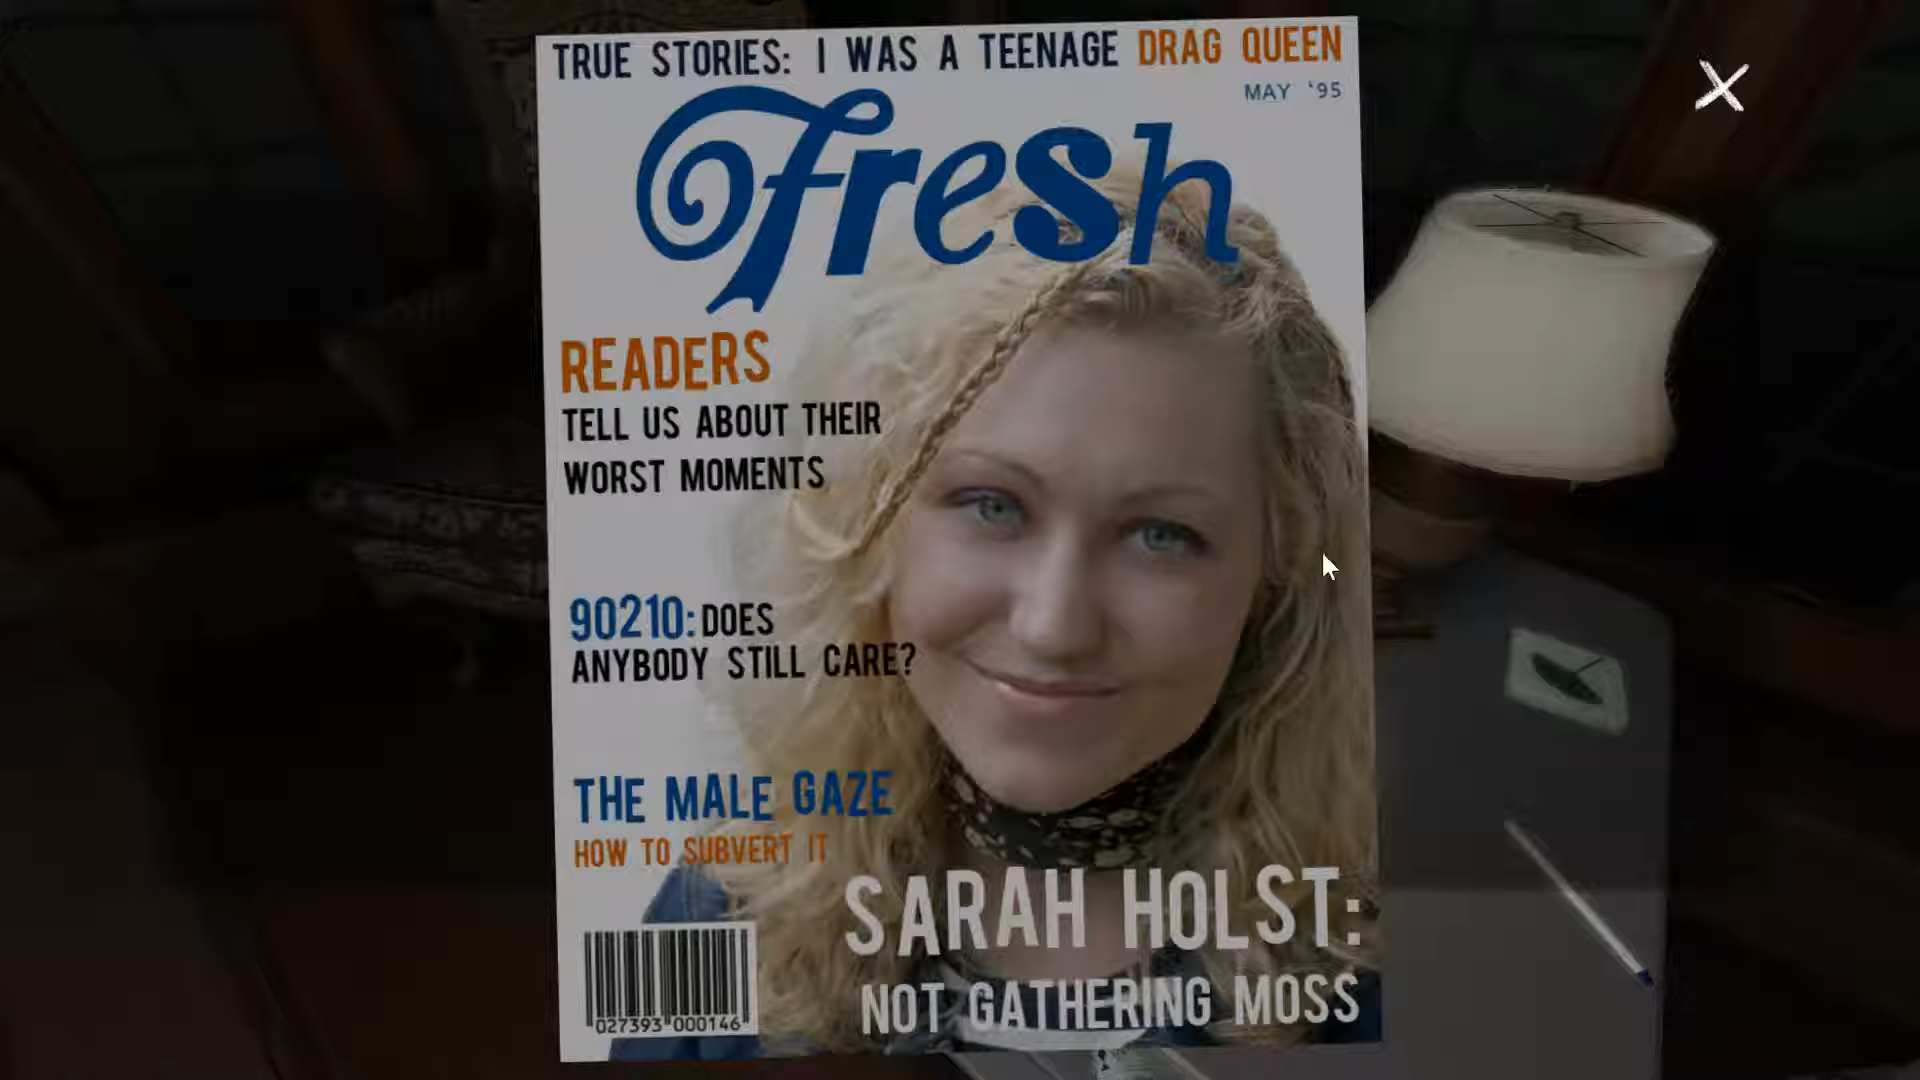 TRUE STORIES: I WAS A TEENAGE DRAG QUEEN
MAY '95
Fresh
READERS
TELL US ABOUT THEIR
WORST MOMENTS
90210: DOES
ANYBODY STILL CARE?
THE MALE GAZE
HOW TO SUBVERT IT
SARAH HOLST:
NOT GATHERING MOSS
027393 000146